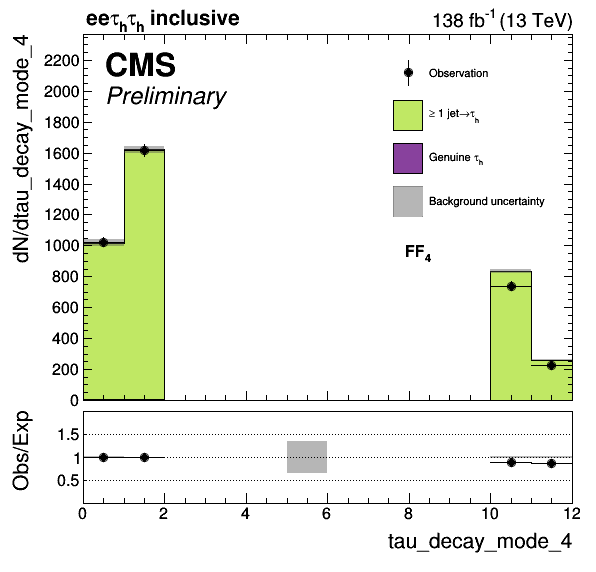 eeτhτh inclusive
138 fb-1 (13 TeV)
CMS
Preliminary
Observation
≥ 1 jet→τh
Genuine τh
Background uncertainty
FF4
dN/dtau_decay_mode_4
2200
2000
1800
1600
1400
1200
1000
800
600
400
200
0
Obs/Exp
1.5
1
0.5
0 2 4 6 8 10 12
tau_decay_mode_4